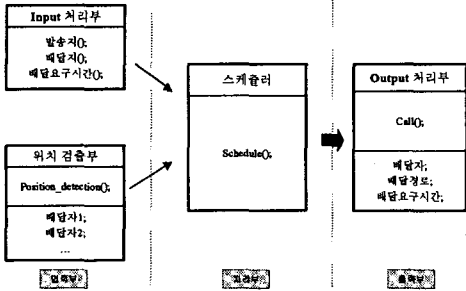 Input 처리부
발송지();
배달지();
배달요구시간();
위치 검출부
Position_detection();
배달자1;
배달자2;
...
스케쥴러
Schedule();
Output 처리부
Call();
배달자;
배달경로;
배달요구시간;
입력부
처리부
출력부